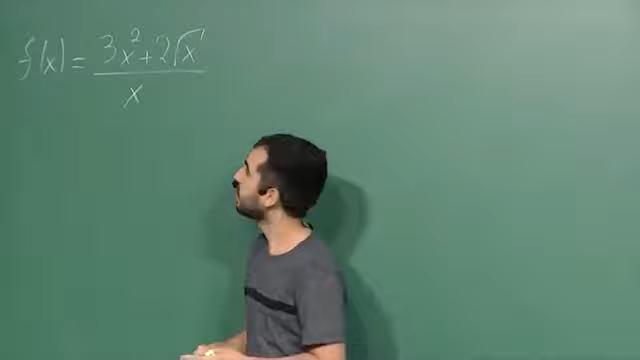 f(x) = (3x² + 2√x) / x